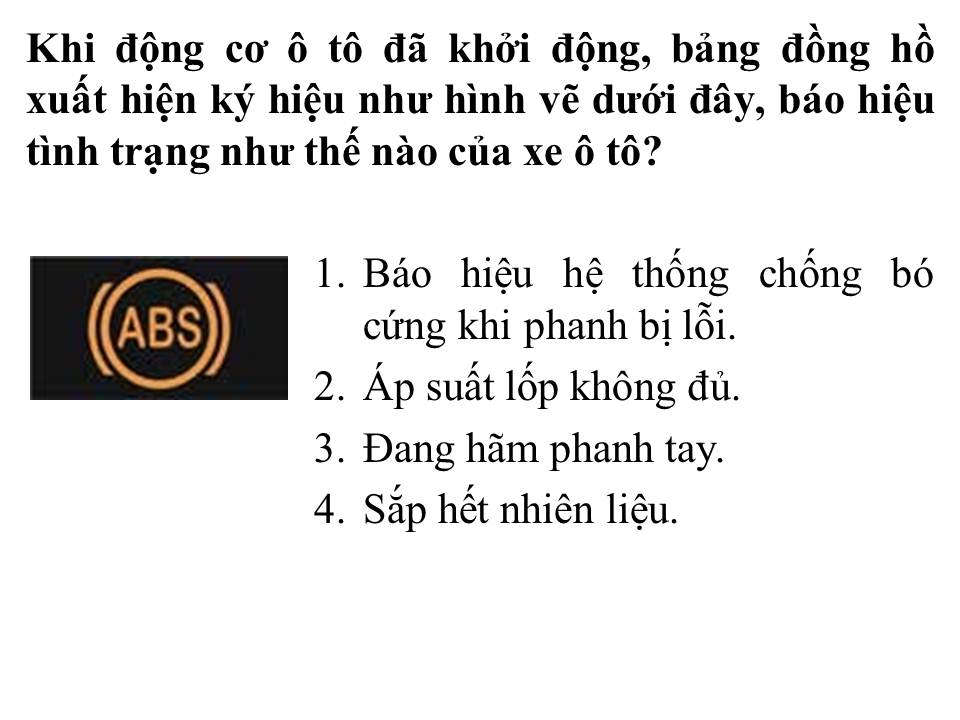 Khi động cơ ô tô đã khởi động, bảng đồng hồ
xuất hiện ký hiệu như hình vẽ dưới đây, báo hiệu
tình trạng như thế nào của xe ô tô?
ABS
1. Báo hiệu hệ thống chống bó
cứng khi phanh bị lỗi.
2. Áp suất lốp không đủ.
3. Đang hãm phanh tay.
4. Sắp hết nhiên liệu.